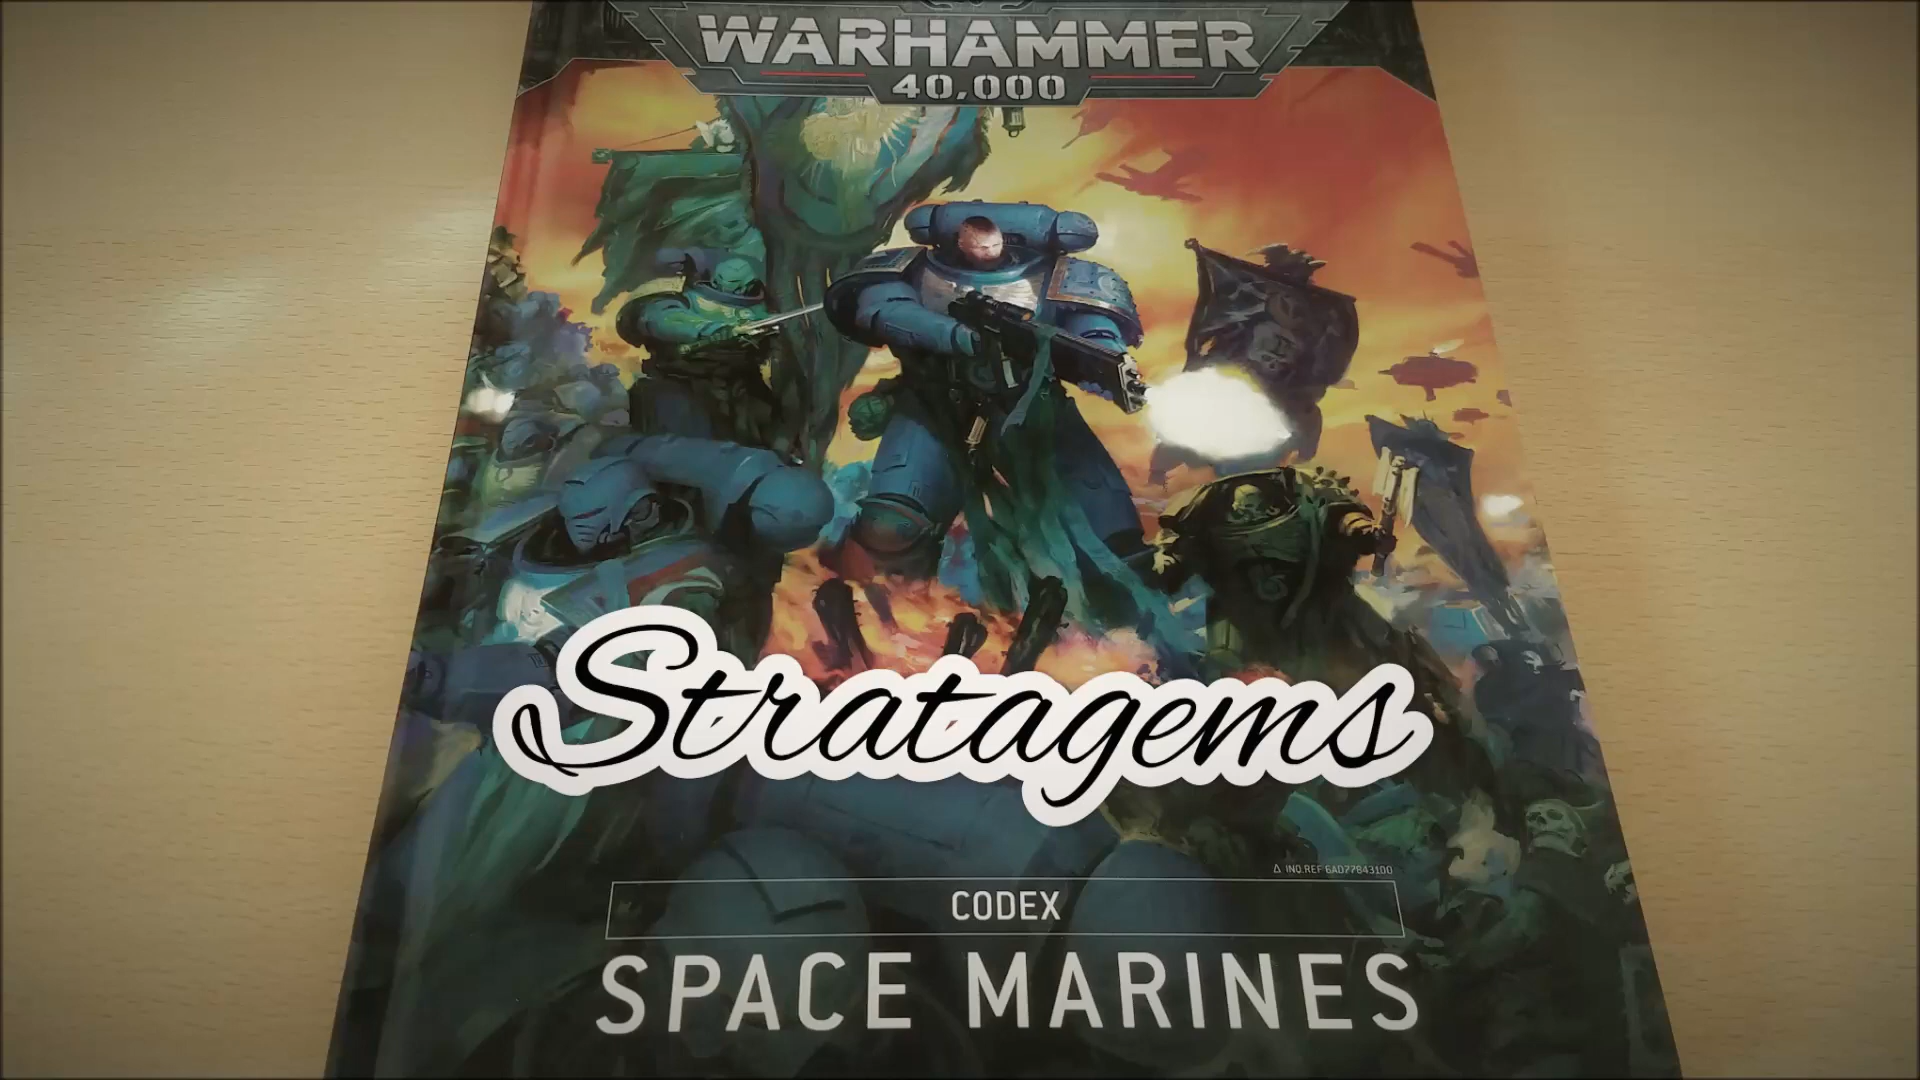 WARHAMMER
40,000
Stratagems
Δ INQ.REF 6AD77843100
CODEX
SPACE MARINES